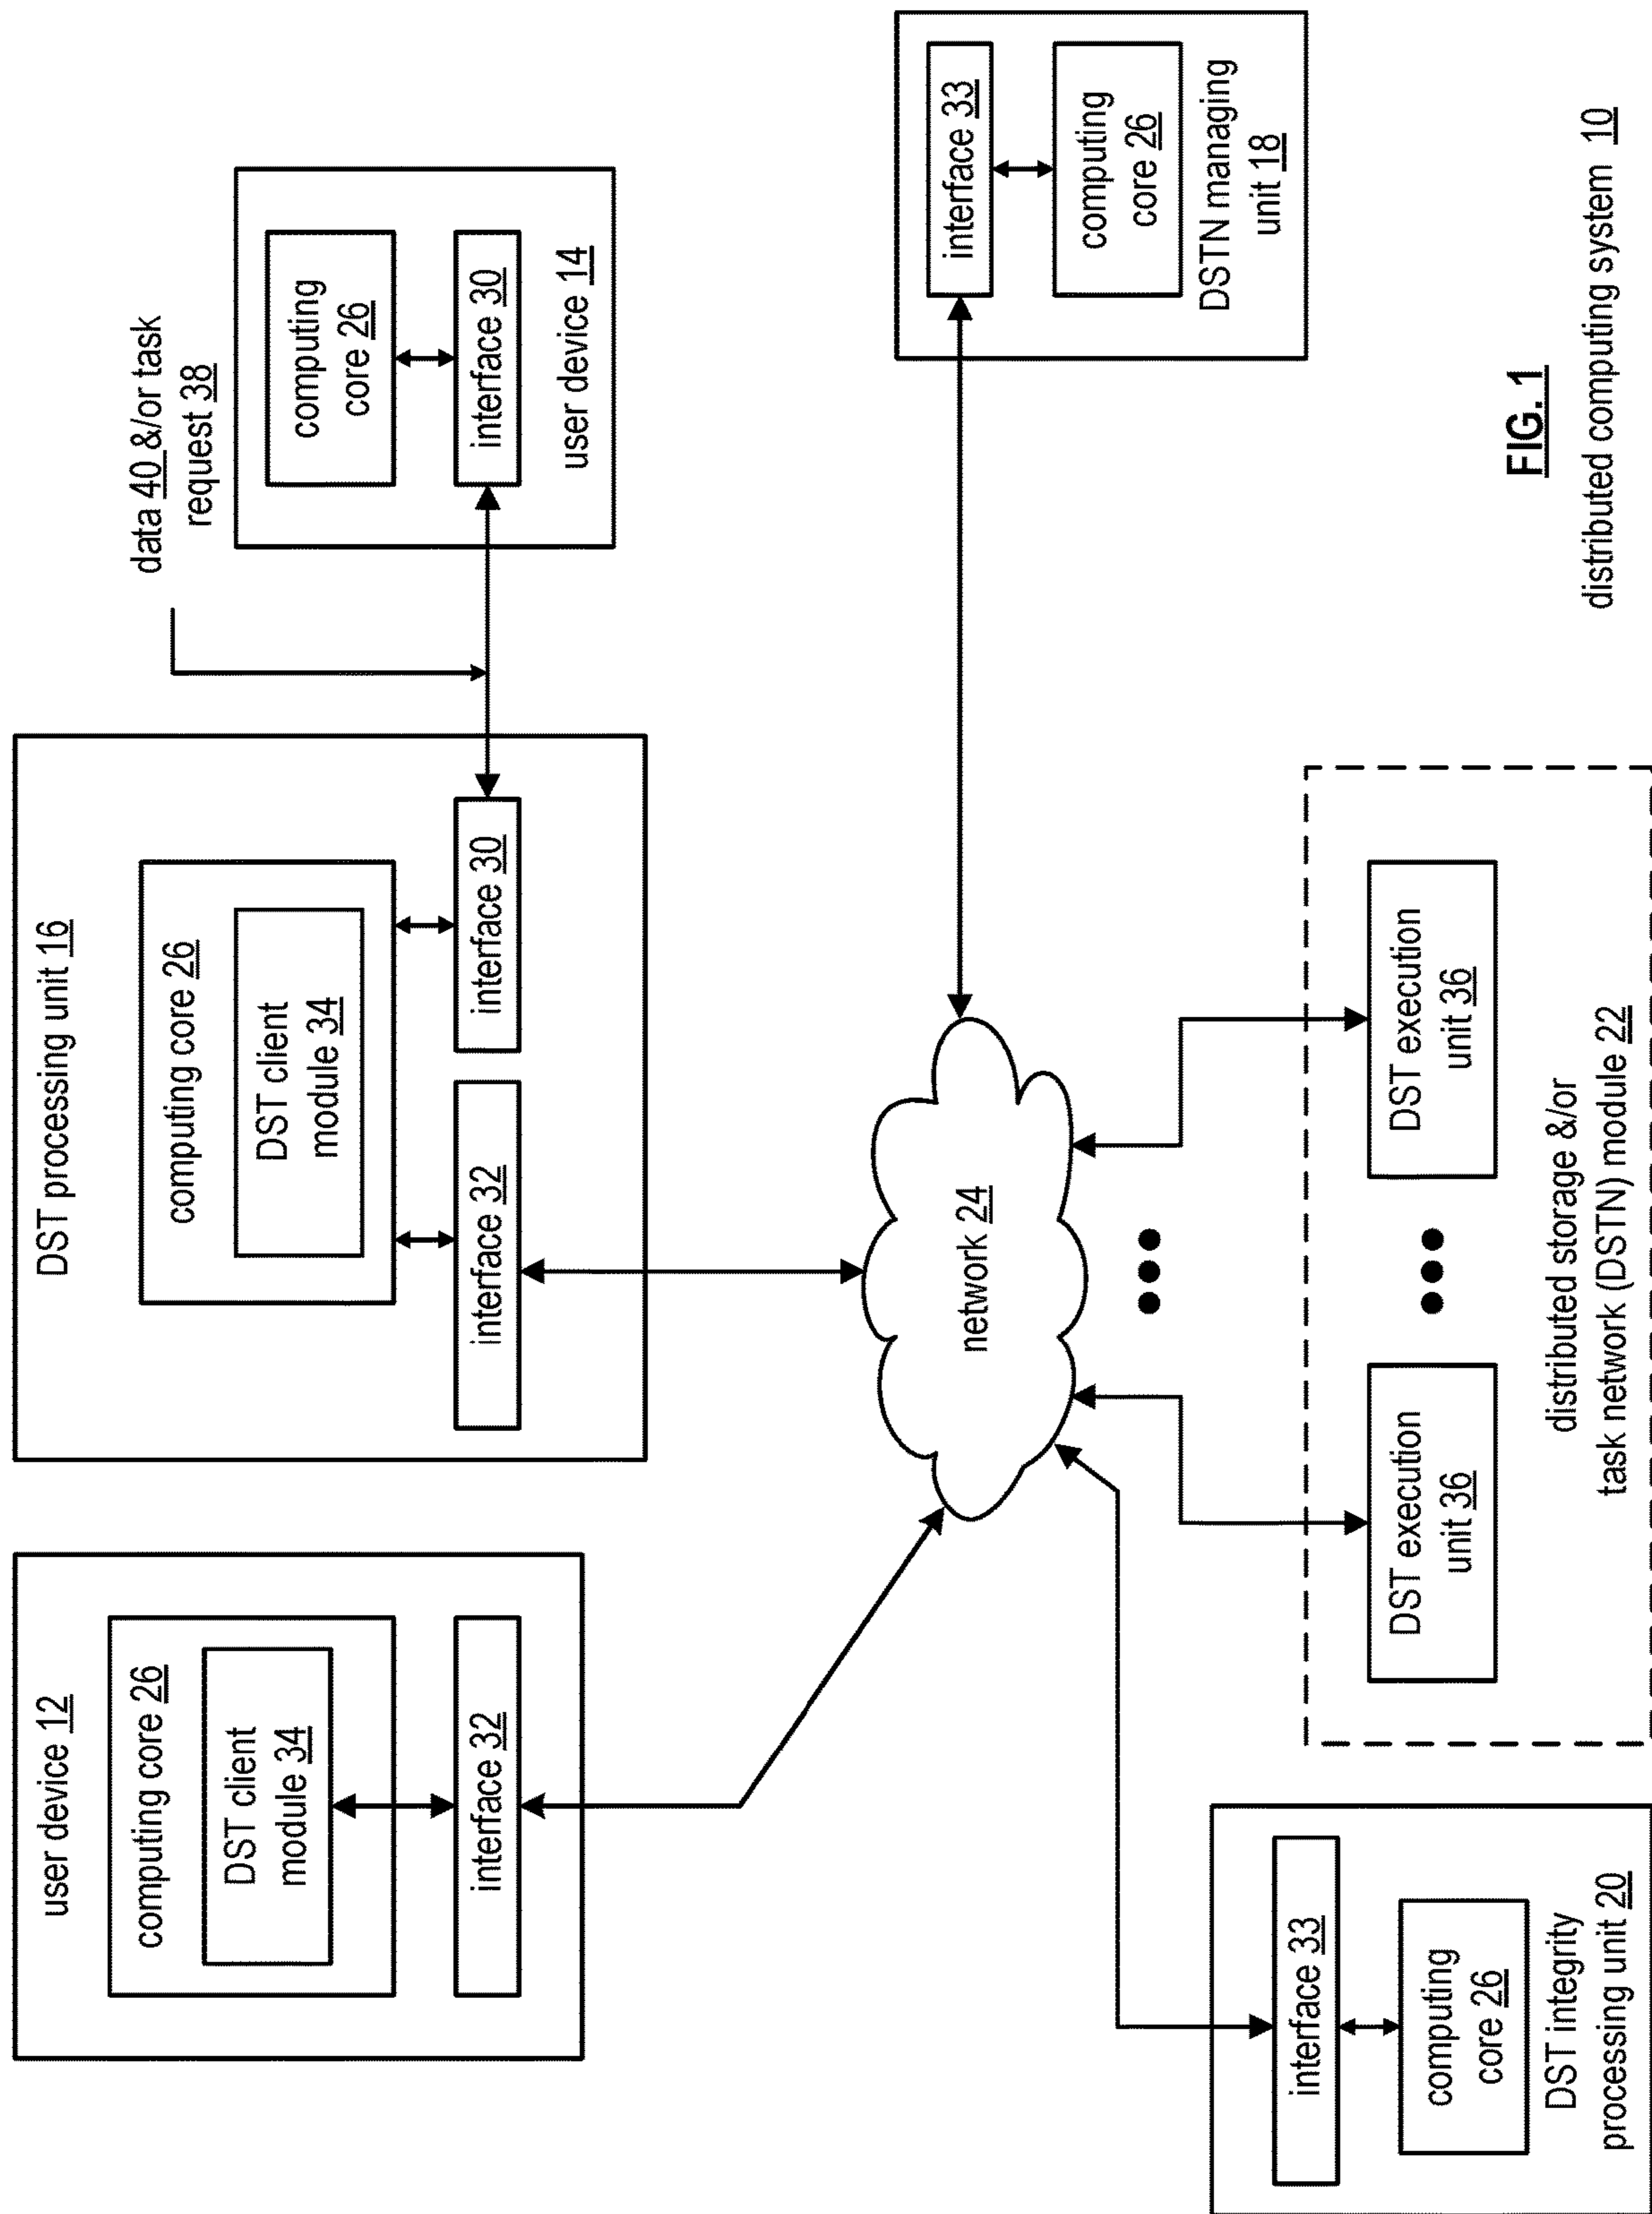 user device 12
computing core 26
DST client
module 34
interface 32
DST processing unit 16
computing core 26
DST client
module 34
interface 32
interface 30
data 40 &/or task
request 38
computing
core 26
interface 30
user device 14
network 24
interface 33
computing
core 26
DSTN managing
unit 18
interface 33
computing
core 26
DST integrity
processing unit 20
DST execution
unit 36
DST execution
unit 36
distributed storage &/or
task network (DSTN) module 22
FIG. 1
distributed computing system 10